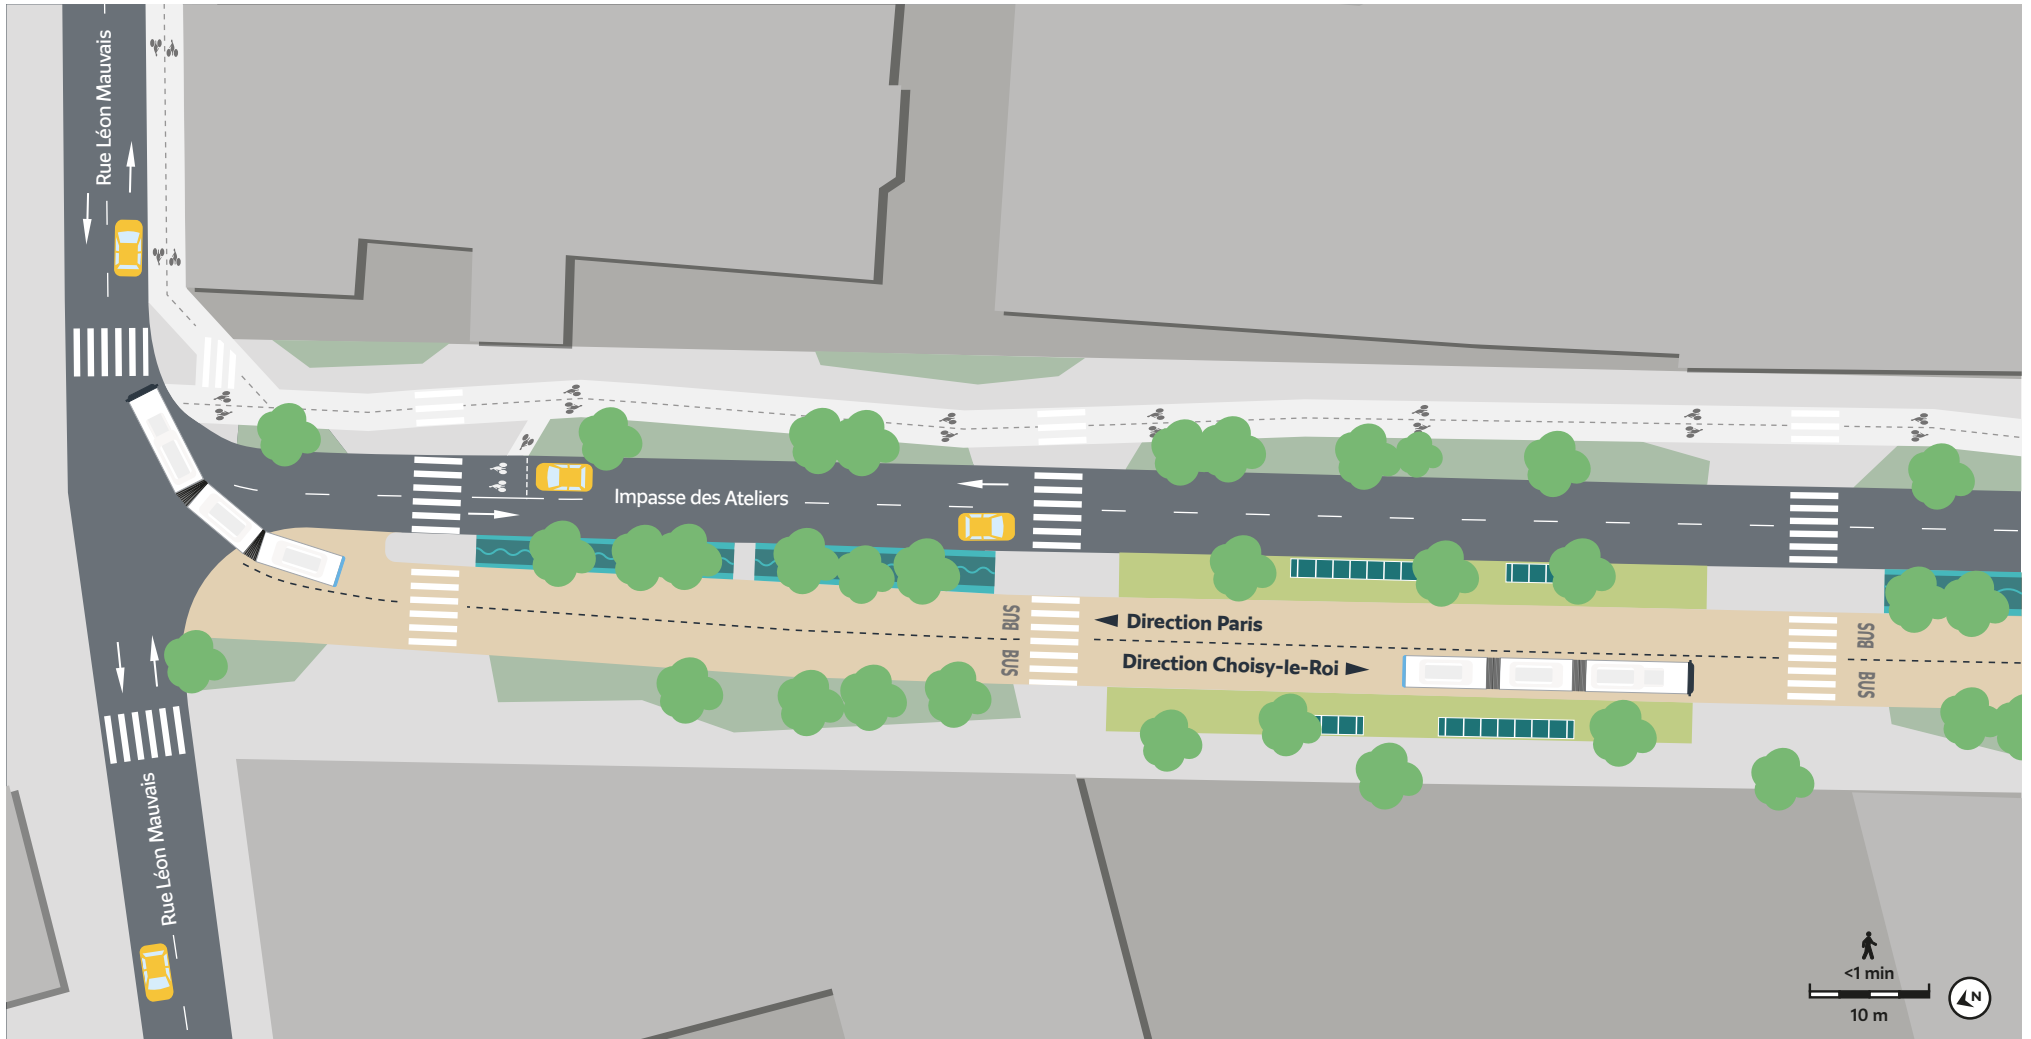 Rue Léon Mauvais
Impasse des Ateliers
BUS
BUS
Direction Paris
Direction Choisy-le-Roi
BUS
BUS
Rue Léon Mauvais
<1 min
10 m
N